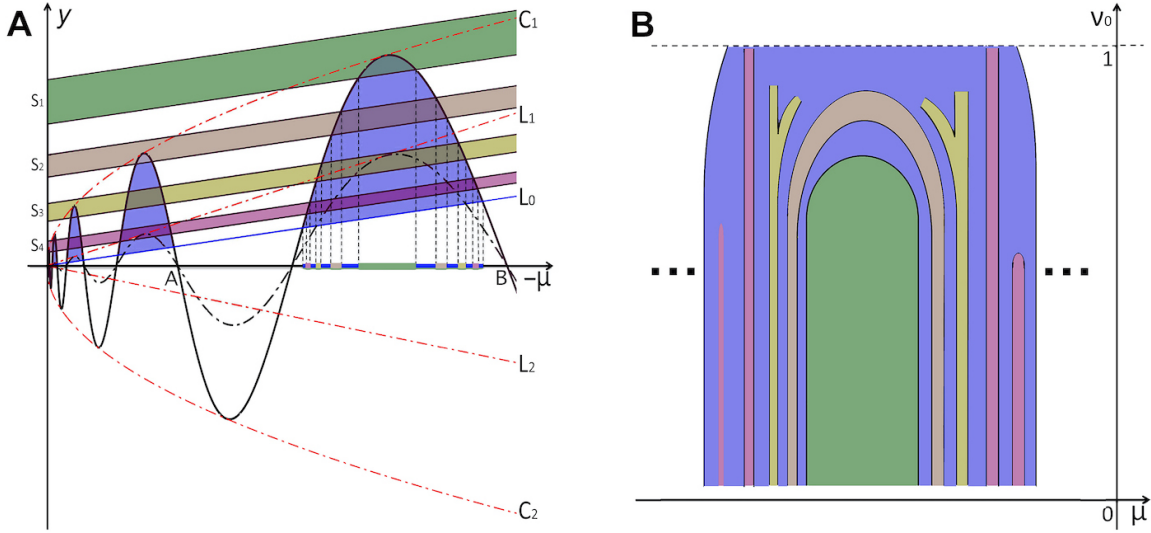 A
y
C₁
S₁
L₁
S₂
S₃
L₀
S₄
A
B
−μ
L₂
C₂
B
ν₀
1
0
μ